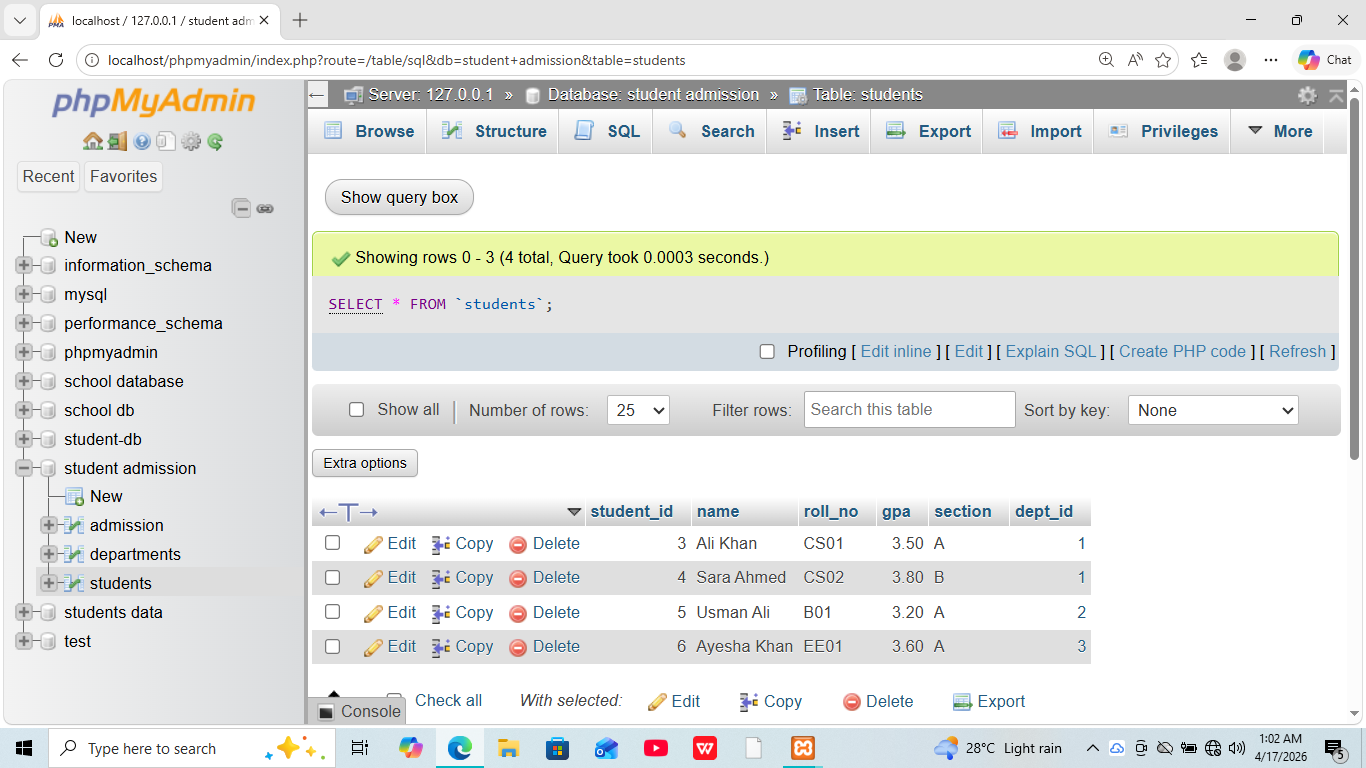 localhost / 127.0.0.1 / student adm
localhost/phpmyadmin/index.php?route=/table/sql&db=student+admission&table=students
Chat
phpMyAdmin
Recent Favorites
New
information_schema
mysql
performance_schema
phpmyadmin
school database
school db
student-db
student admission
New
admission
departments
students
students data
test
Server: 127.0.0.1 » Database: student admission » Table: students
Browse Structure SQL Search Insert Export Import Privileges More
Show query box
Showing rows 0 - 3 (4 total, Query took 0.0003 seconds.)
SELECT * FROM `students`;
Profiling [ Edit inline ] [ Edit ] [ Explain SQL ] [ Create PHP code ] [ Refresh ]
Show all Number of rows: 25 Filter rows: Search this table Sort by key: None
Extra options
student_id name roll_no gpa section dept_id
Edit Copy Delete 3 Ali Khan CS01 3.50 A 1
Edit Copy Delete 4 Sara Ahmed CS02 3.80 B 1
Edit Copy Delete 5 Usman Ali B01 3.20 A 2
Edit Copy Delete 6 Ayesha Khan EE01 3.60 A 3
Check all With selected: Edit Copy Delete Export
Console
Type here to search
28°C Light rain
1:02 AM
4/17/2026
5